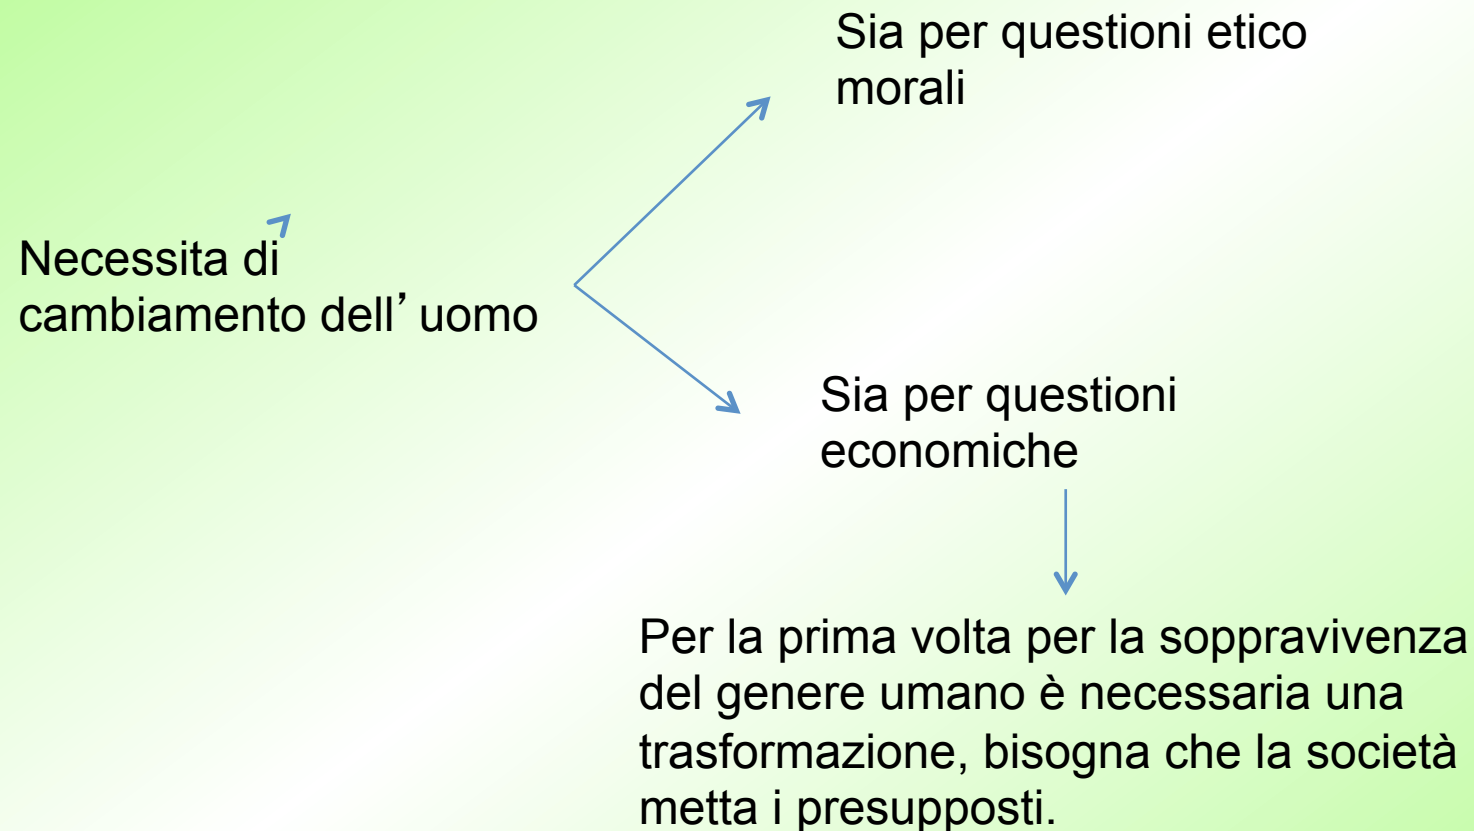 Sia per questioni etico
morali
Necessita di
cambiamento dell’ uomo
Sia per questioni
economiche
Per la prima volta per la soppravivenza
del genere umano è necessaria una
trasformazione, bisogna che la società
metta i presupposti.